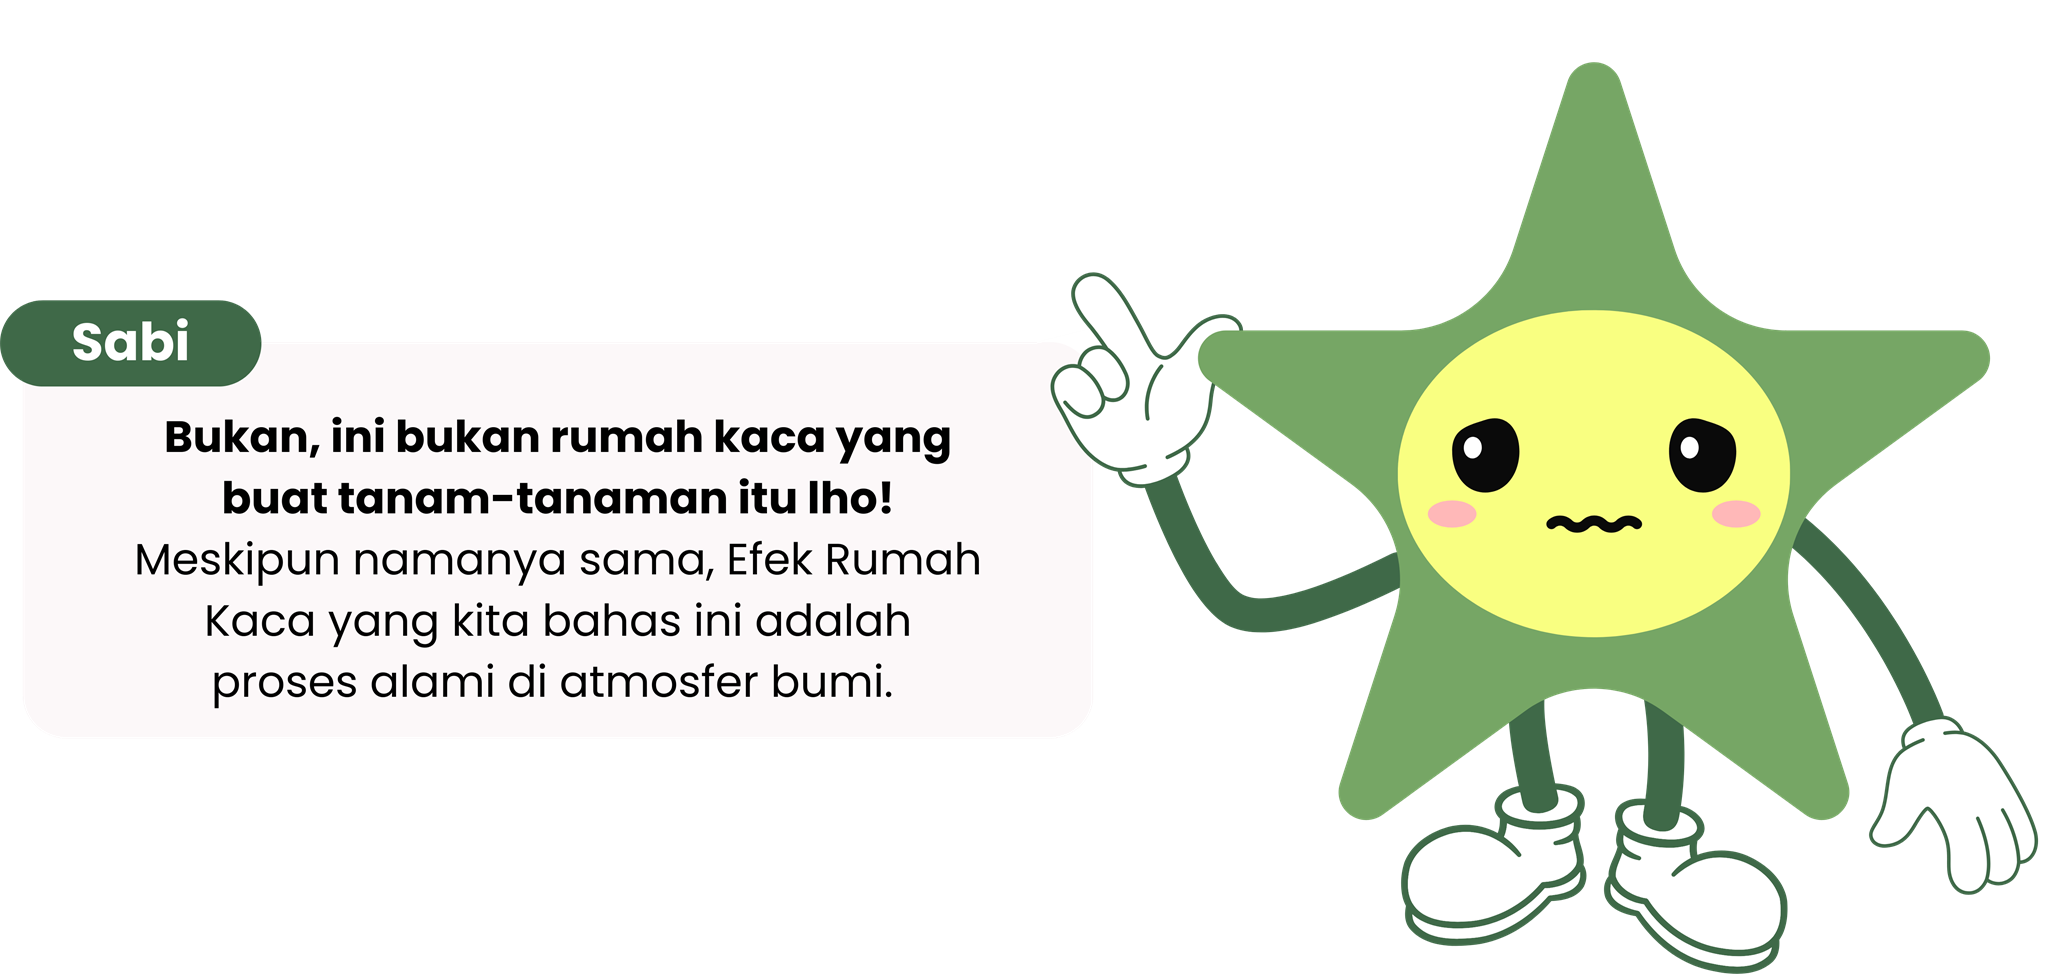 Sabi
Bukan, ini bukan rumah kaca yang
buat tanam-tanaman itu lho!
Meskipun namanya sama, Efek Rumah
Kaca yang kita bahas ini adalah
proses alami di atmosfer bumi.